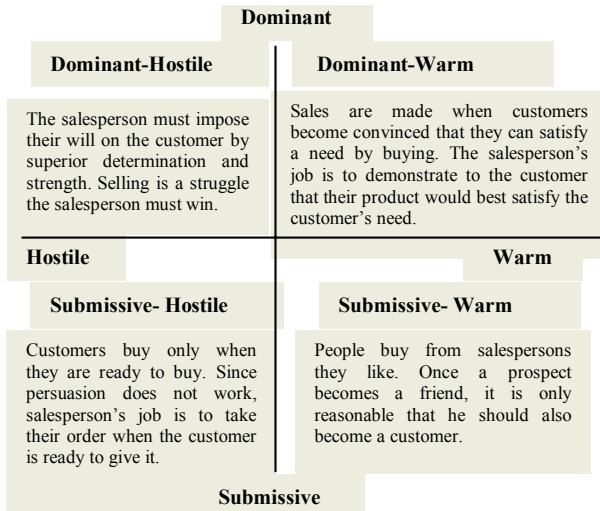 Dominant
Dominant-Hostile
The salesperson must impose
their will on the customer by
superior determination and
strength. Selling is a struggle
the salesperson must win.
Dominant-Warm
Sales are made when customers
become convinced that they can satisfy
a need by buying. The salesperson’s
job is to demonstrate to the customer
that their product would best satisfy the
customer’s need.
Hostile
Warm
Submissive- Hostile
Customers buy only when
they are ready to buy. Since
persuasion does not work,
salesperson’s job is to take
their order when the customer
is ready to give it.
Submissive- Warm
People buy from salespersons
they like. Once a prospect
becomes a friend, it is only
reasonable that he should also
become a customer.
Submissive